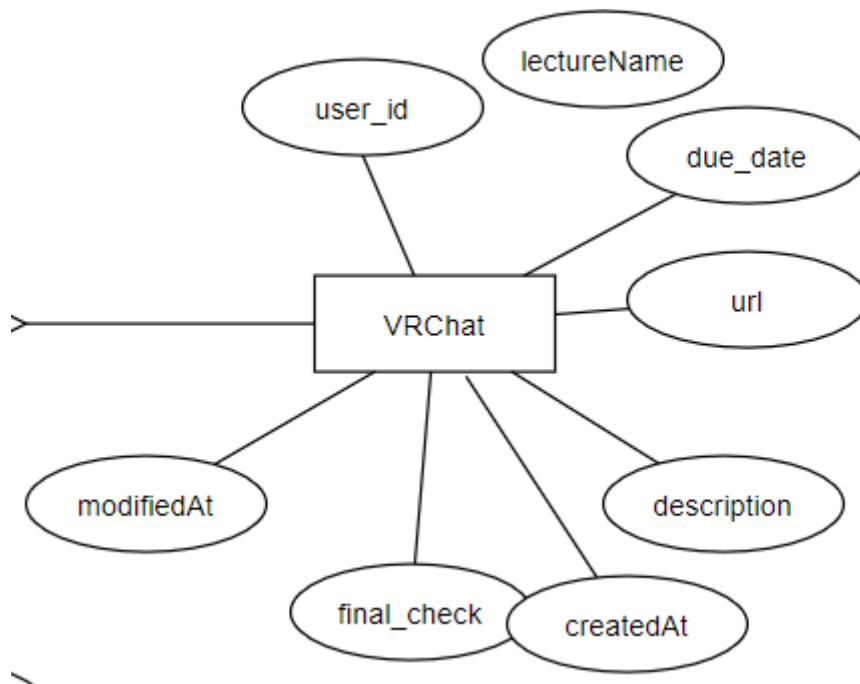 lectureName
user_id
due_date
url
VRChat
modifiedAt
description
final_check
createdAt